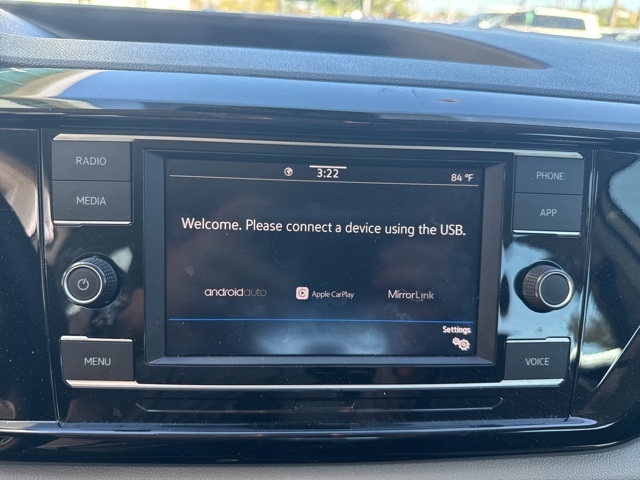 RADIO
MEDIA
3:22
84 °F
PHONE
APP
Welcome. Please connect a device using the USB.
androidauto
Apple CarPlay
MirrorLink
Settings
MENU
VOICE